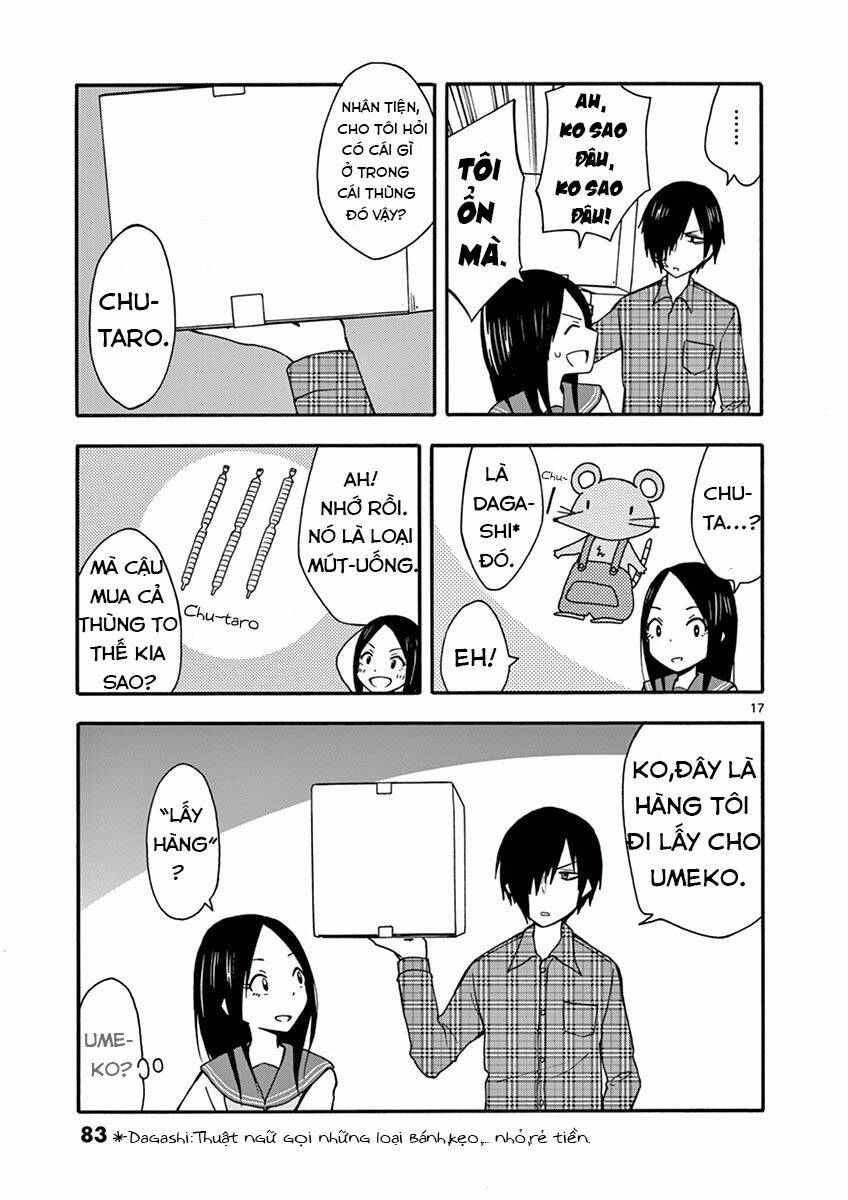 ......
AH,
KO SAO
ĐÂU,
KO SAO
ĐÂU!
TÔI
ỔN
MÀ.
NHÂN TIỆN,
CHO TÔI HỎI
CÓ CÁI GÌ
Ở TRONG
CÁI THÙNG
ĐÓ VẬY?
CHU-
TARO.
CHU-
TA...?
Chu~
LÀ
DAGA-
SHI*
ĐÓ.
EH!
AH!
NHỚ RỒI.
NÓ LÀ LOẠI
MÚT-UỐNG.
Chu-taro
MÀ CẬU
MUA CẢ
THÙNG TO
THẾ KIA
SAO?
17
KO,ĐÂY LÀ
HÀNG TÔI
ĐI LẤY CHO
UMEKO.
"LẤY
HÀNG"
?
UME-
KO?
83 *-Dagashi:Thuật ngữ gọi những loại bánh,kẹo,... nhỏ,rẻ tiền.